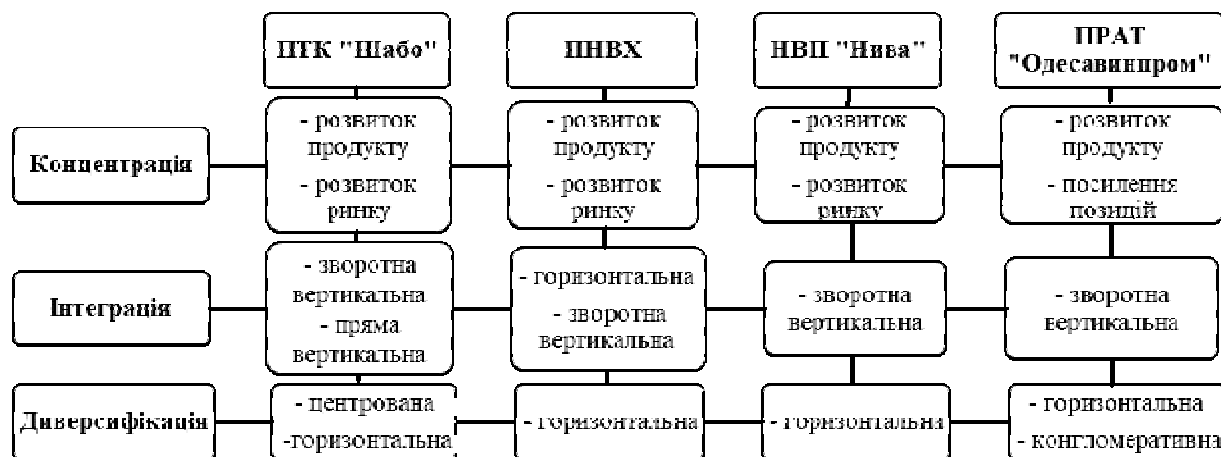 ПТК "Шабо"
ПНВХ
НВП "Нива"
ПРАТ
"Одесавинпром"
Концентрація
- розвиток
продукту
- розвиток
ринку
- розвиток
продукту
- розвиток
ринку
- розвиток
продукту
- розвиток
ринку
- розвиток
продукту
- посилення
позицій
Інтеграція
- зворотна
вертикальна
- пряма
вертикальна
- горизонтальна
- зворотна
вертикальна
- зворотна
вертикальна
- зворотна
вертикальна
Диверсифікація
- центрована
-горизонтальна
- горизонтальна
- горизонтальна
- горизонтальна
- конгломеративна